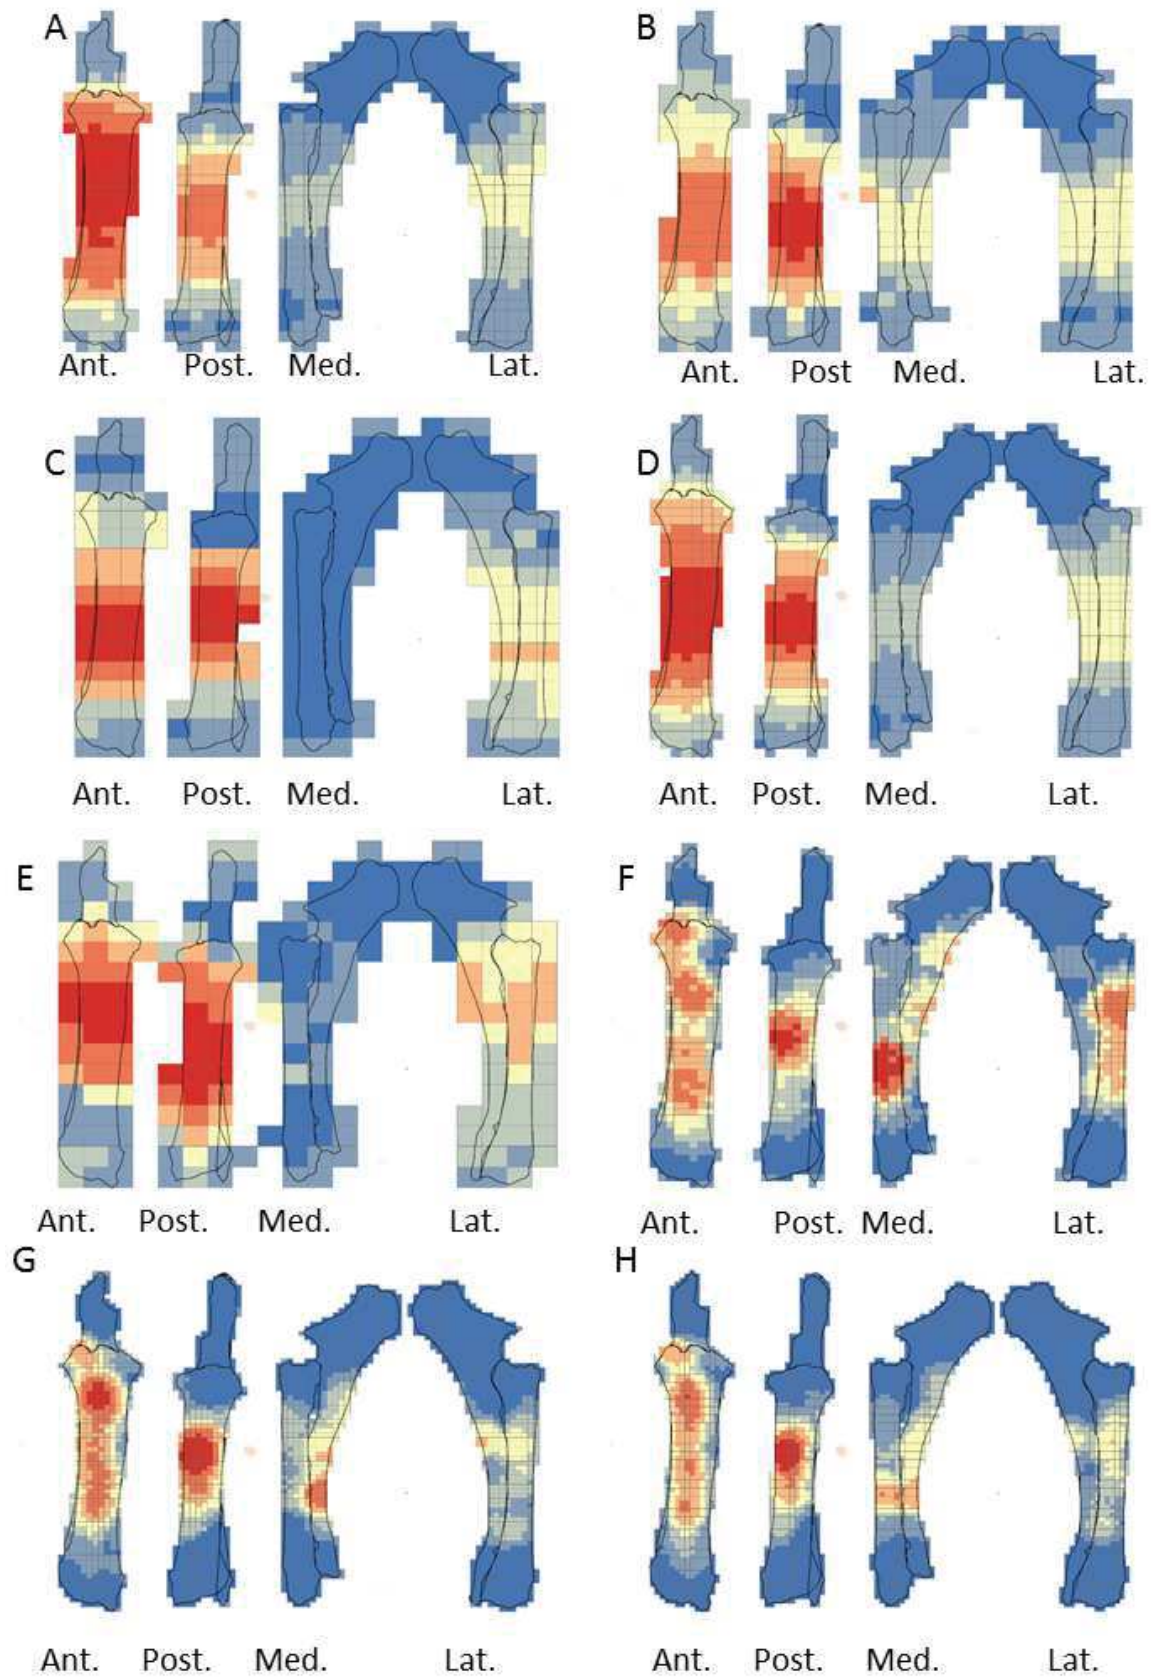 A
B
Ant. Post. Med. Lat.
Ant. Post Med. Lat.
C
D
Ant. Post. Med. Lat.
Ant. Post. Med. Lat.
E
F
Ant. Post. Med. Lat.
Ant. Post. Med. Lat.
G
H
Ant. Post. Med. Lat.
Ant. Post. Med. Lat.